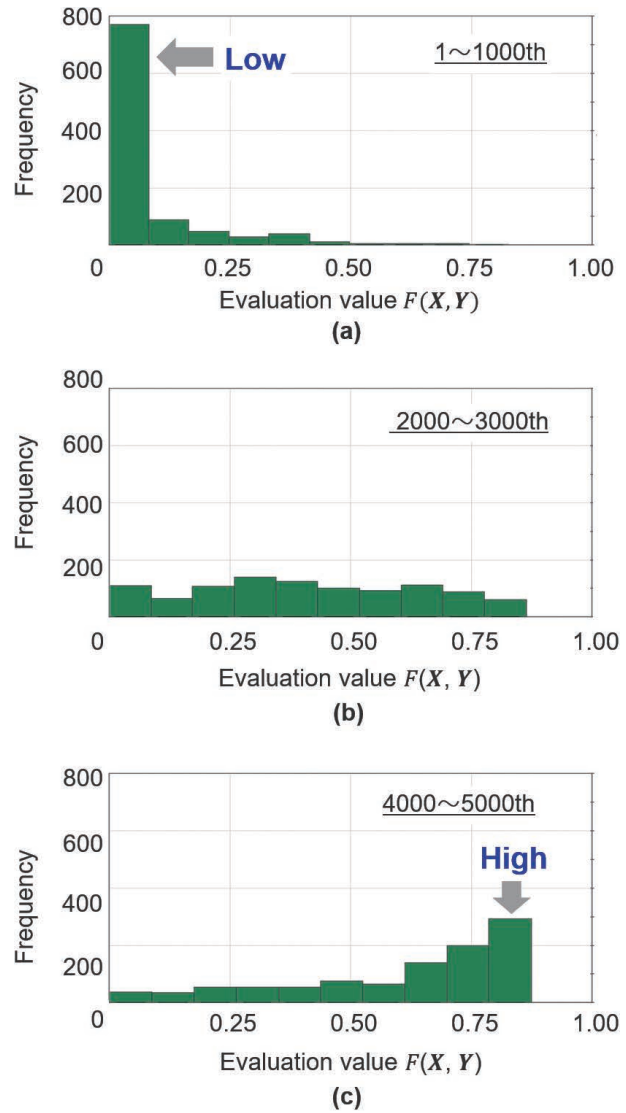 800
600
400
200
Frequency
Low
1～1000th
0 0.25 0.50 0.75 1.00
Evaluation value F(X,Y)
(a)
800
600
400
200
Frequency
2000～3000th
0 0.25 0.50 0.75 1.00
Evaluation value F(X, Y)
(b)
800
600
400
200
Frequency
4000～5000th
High
0 0.25 0.50 0.75 1.00
Evaluation value F(X, Y)
(c)